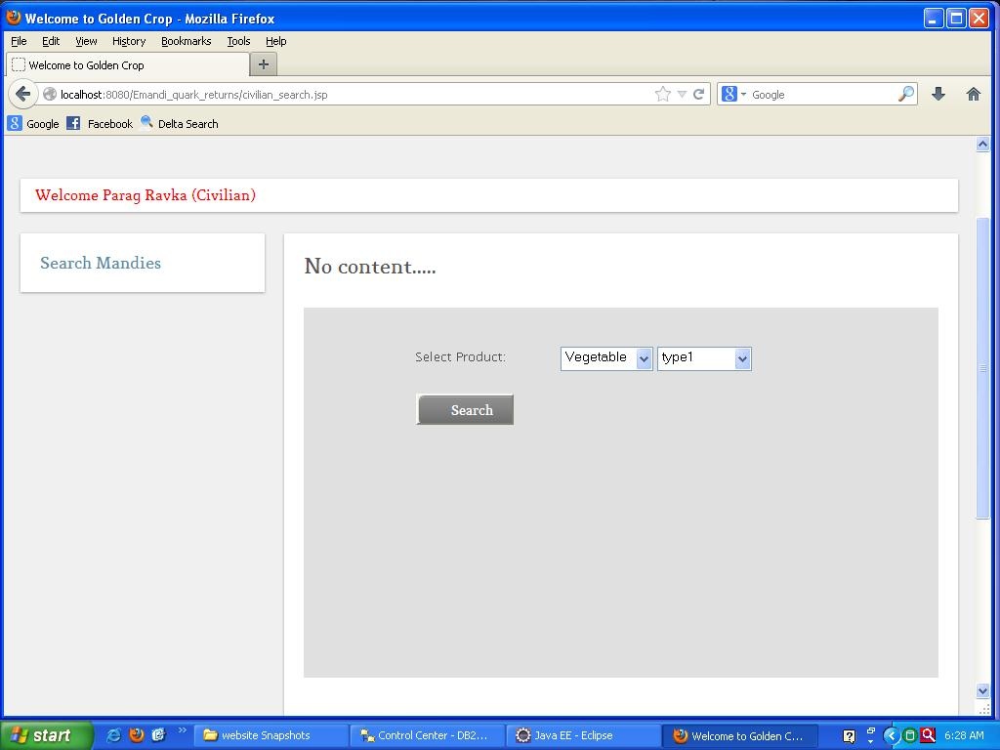 Welcome to Golden Crop - Mozilla Firefox
File Edit View History Bookmarks Tools Help
Welcome to Golden Crop
localhost:8080/Emandi_quark_returns/civilian_search.jsp
Google
Google Facebook Delta Search
Welcome Parag Ravka (Civilian)
Search Mandies
No content.....
Select Product: Vegetable type1
Search
start website Snapshots Control Center - DB2... Java EE - Eclipse Welcome to Golden C... 6:28 AM